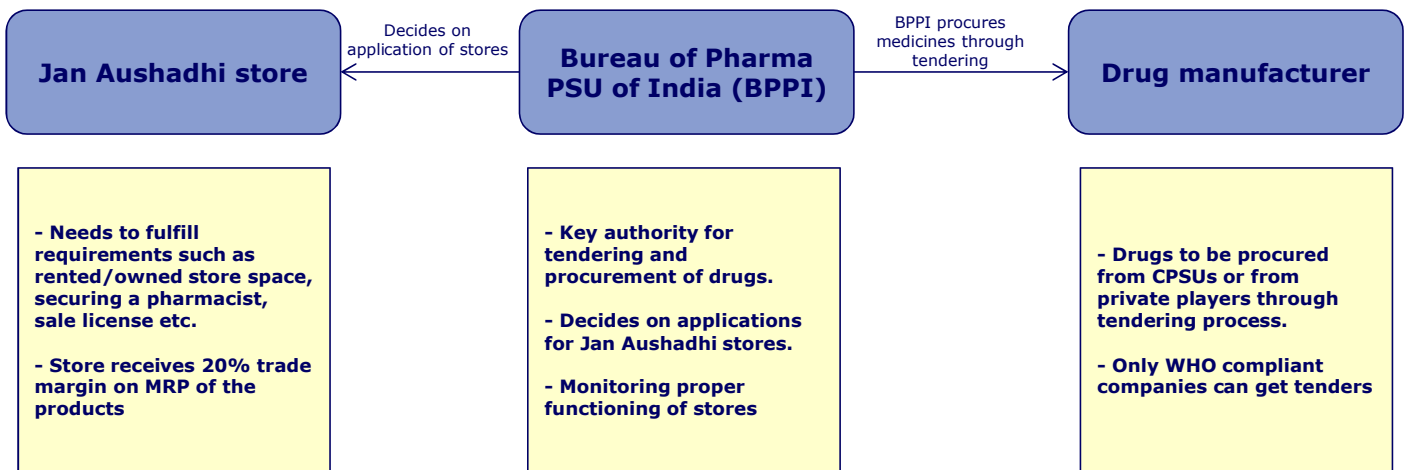 Jan Aushadhi store
Decides on
application of stores
Bureau of Pharma
PSU of India (BPPI)
BPPI procures
medicines through
tendering
Drug manufacturer
- Needs to fulfill
requirements such as
rented/owned store space,
securing a pharmacist,
sale license etc.
- Store receives 20% trade
margin on MRP of the
products
- Key authority for
tendering and
procurement of drugs.
- Decides on applications
for Jan Aushadhi stores.
- Monitoring proper
functioning of stores
- Drugs to be procured
from CPSUs or from
private players through
tendering process.
- Only WHO compliant
companies can get tenders